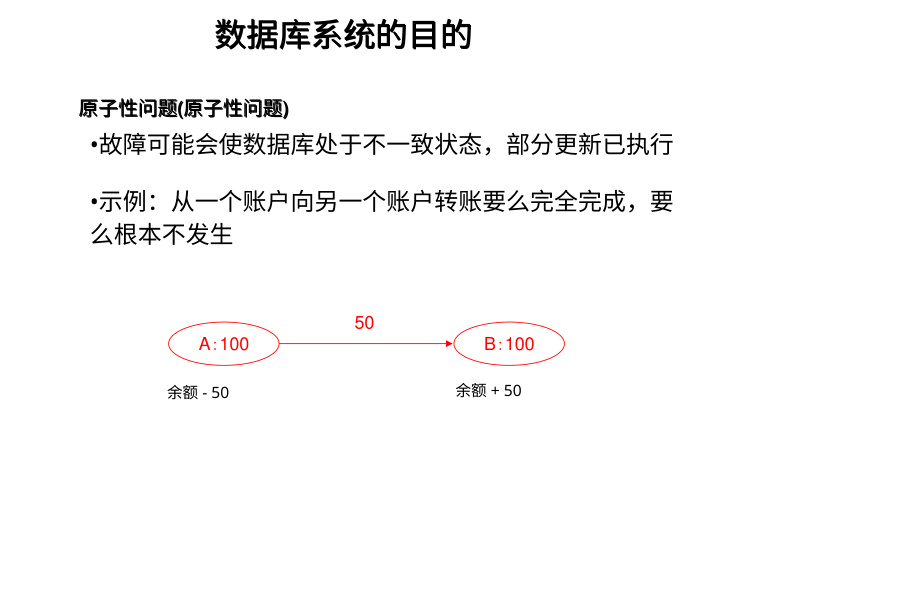 数据库系统的目的
原子性问题(原子性问题)
•故障可能会使数据库处于不一致状态，部分更新已执行
•示例：从一个账户向另一个账户转账要么完全完成，要
么根本不发生
50
A：100
B：100
余额 - 50
余额 + 50